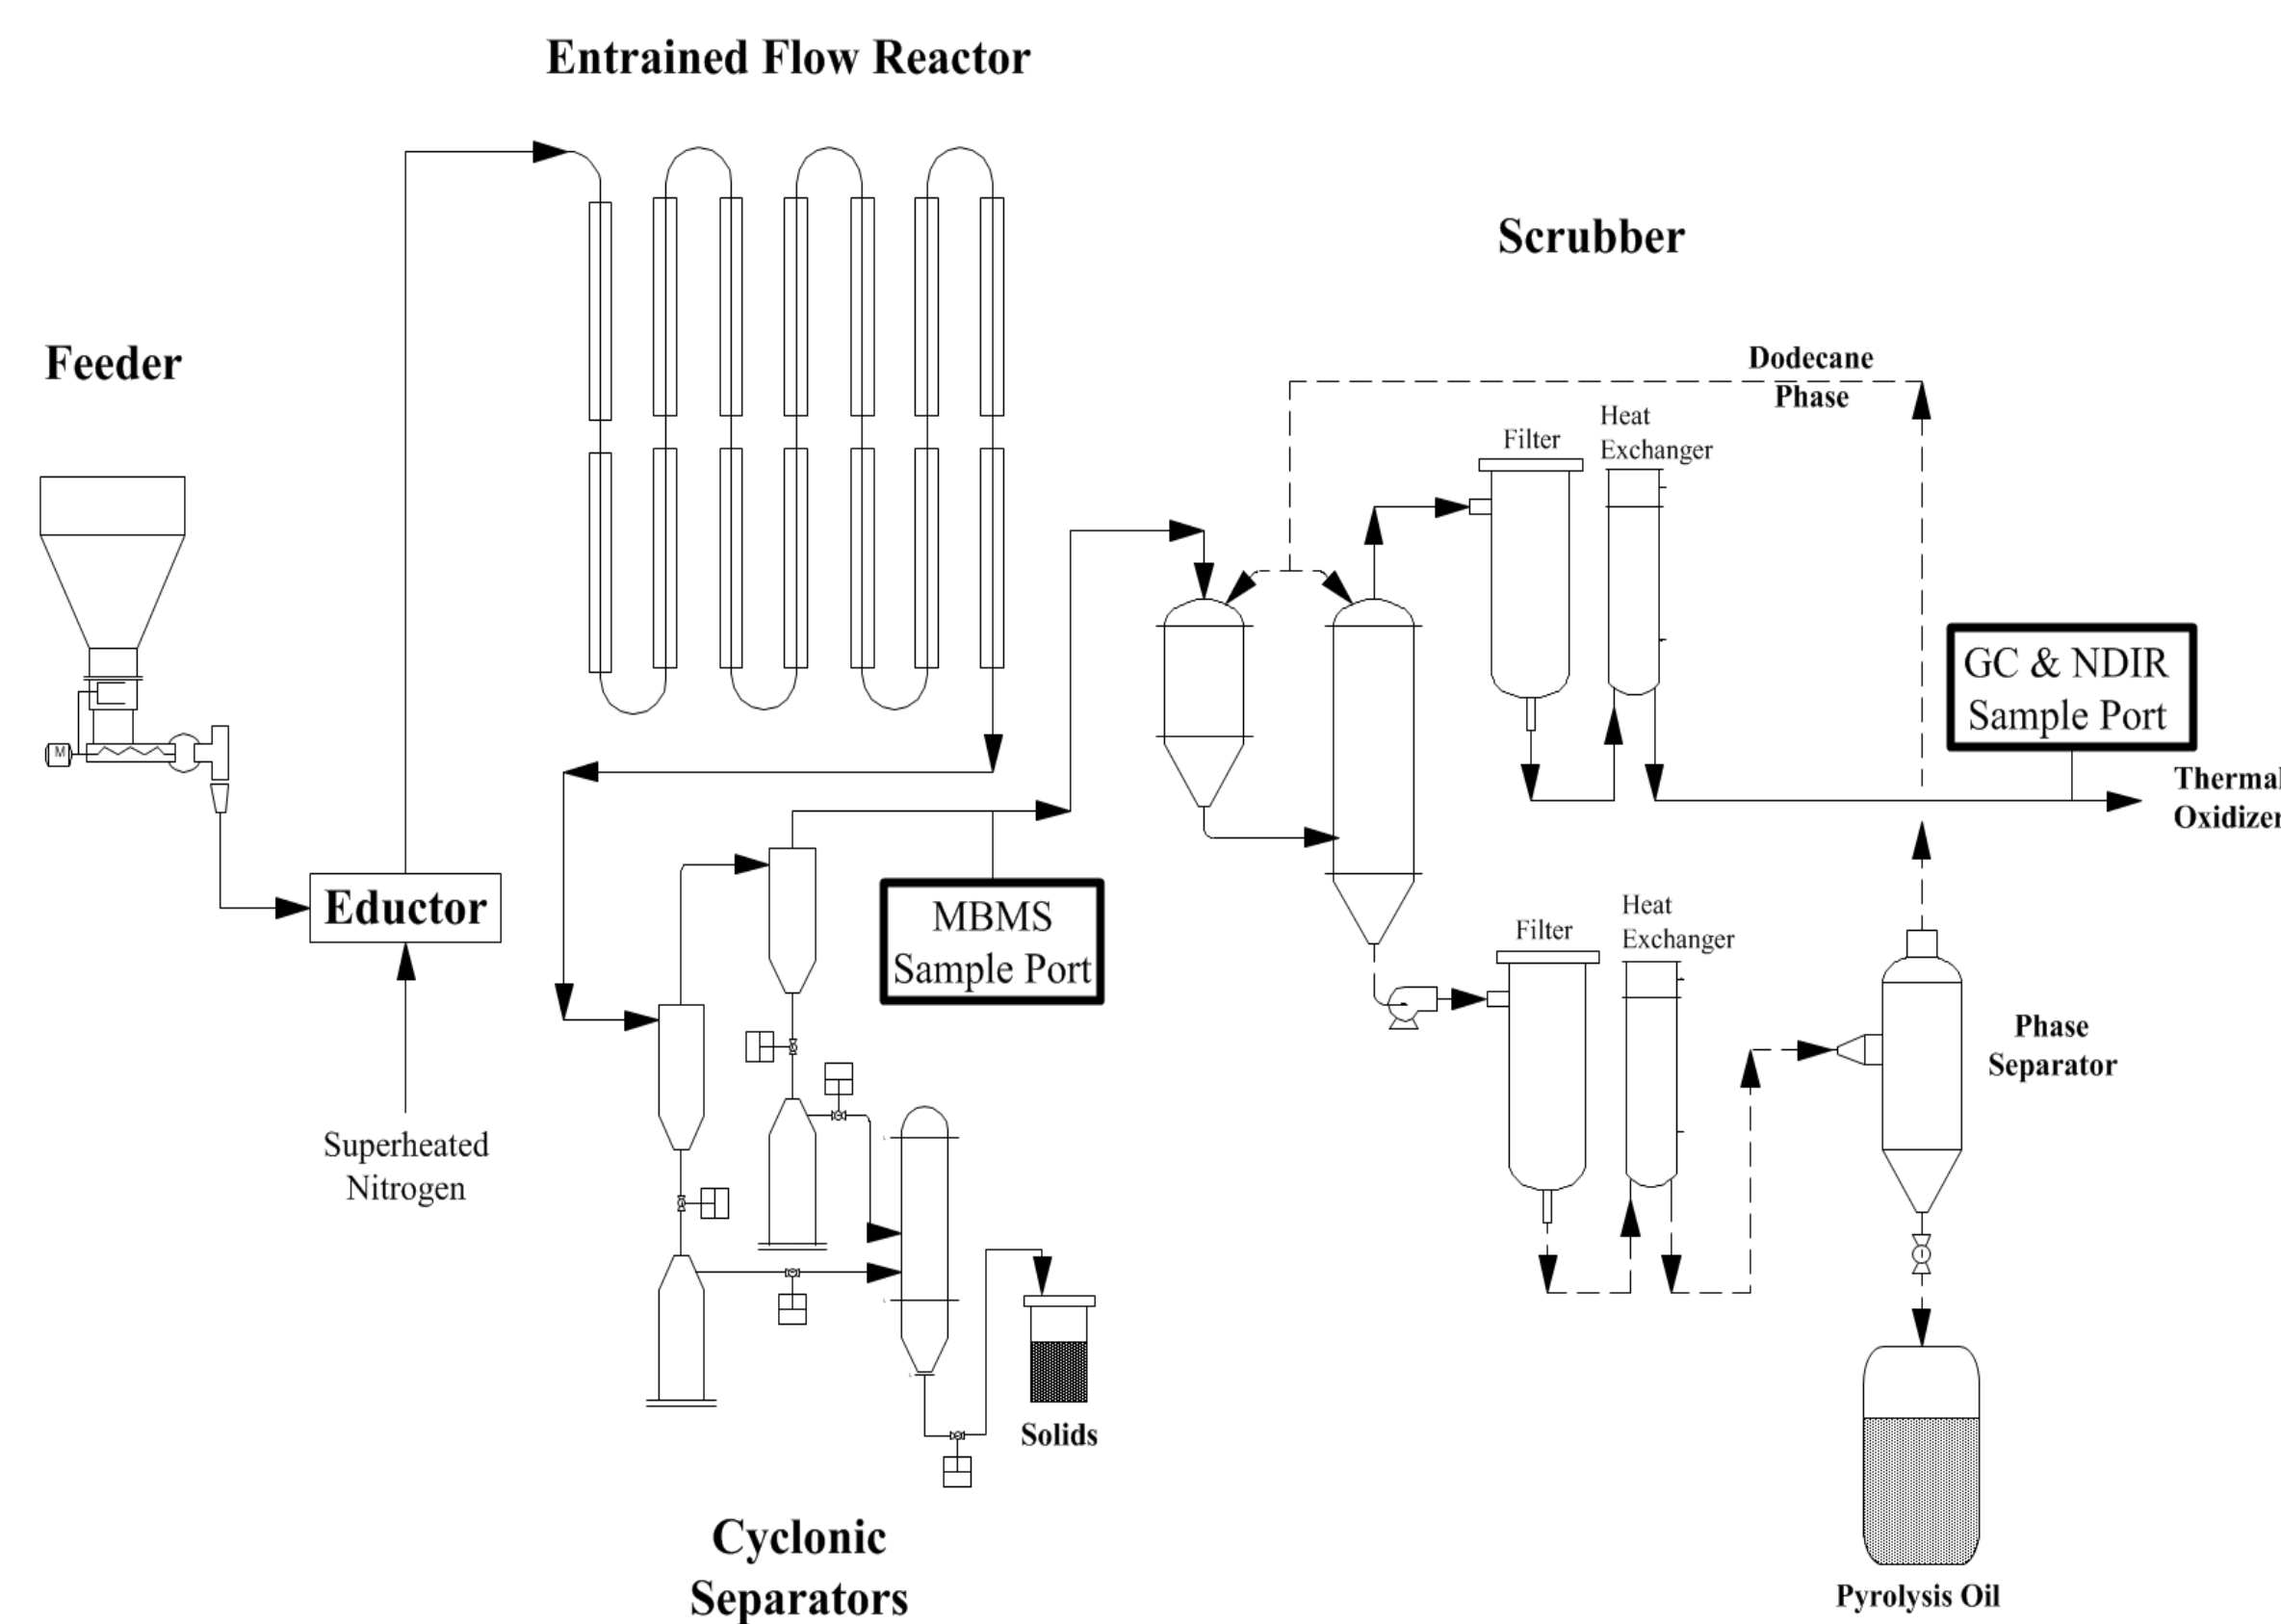 Entrained Flow Reactor
Scrubber
Feeder
Dodecane
Phase
Heat
Exchanger
Filter
GC & NDIR
Sample Port
M
Thermal
Oxidizer
Eductor
MBMS
Sample Port
Heat
Exchanger
Filter
Phase
Separator
Superheated
Nitrogen
Solids
Cyclonic
Separators
Pyrolysis Oil